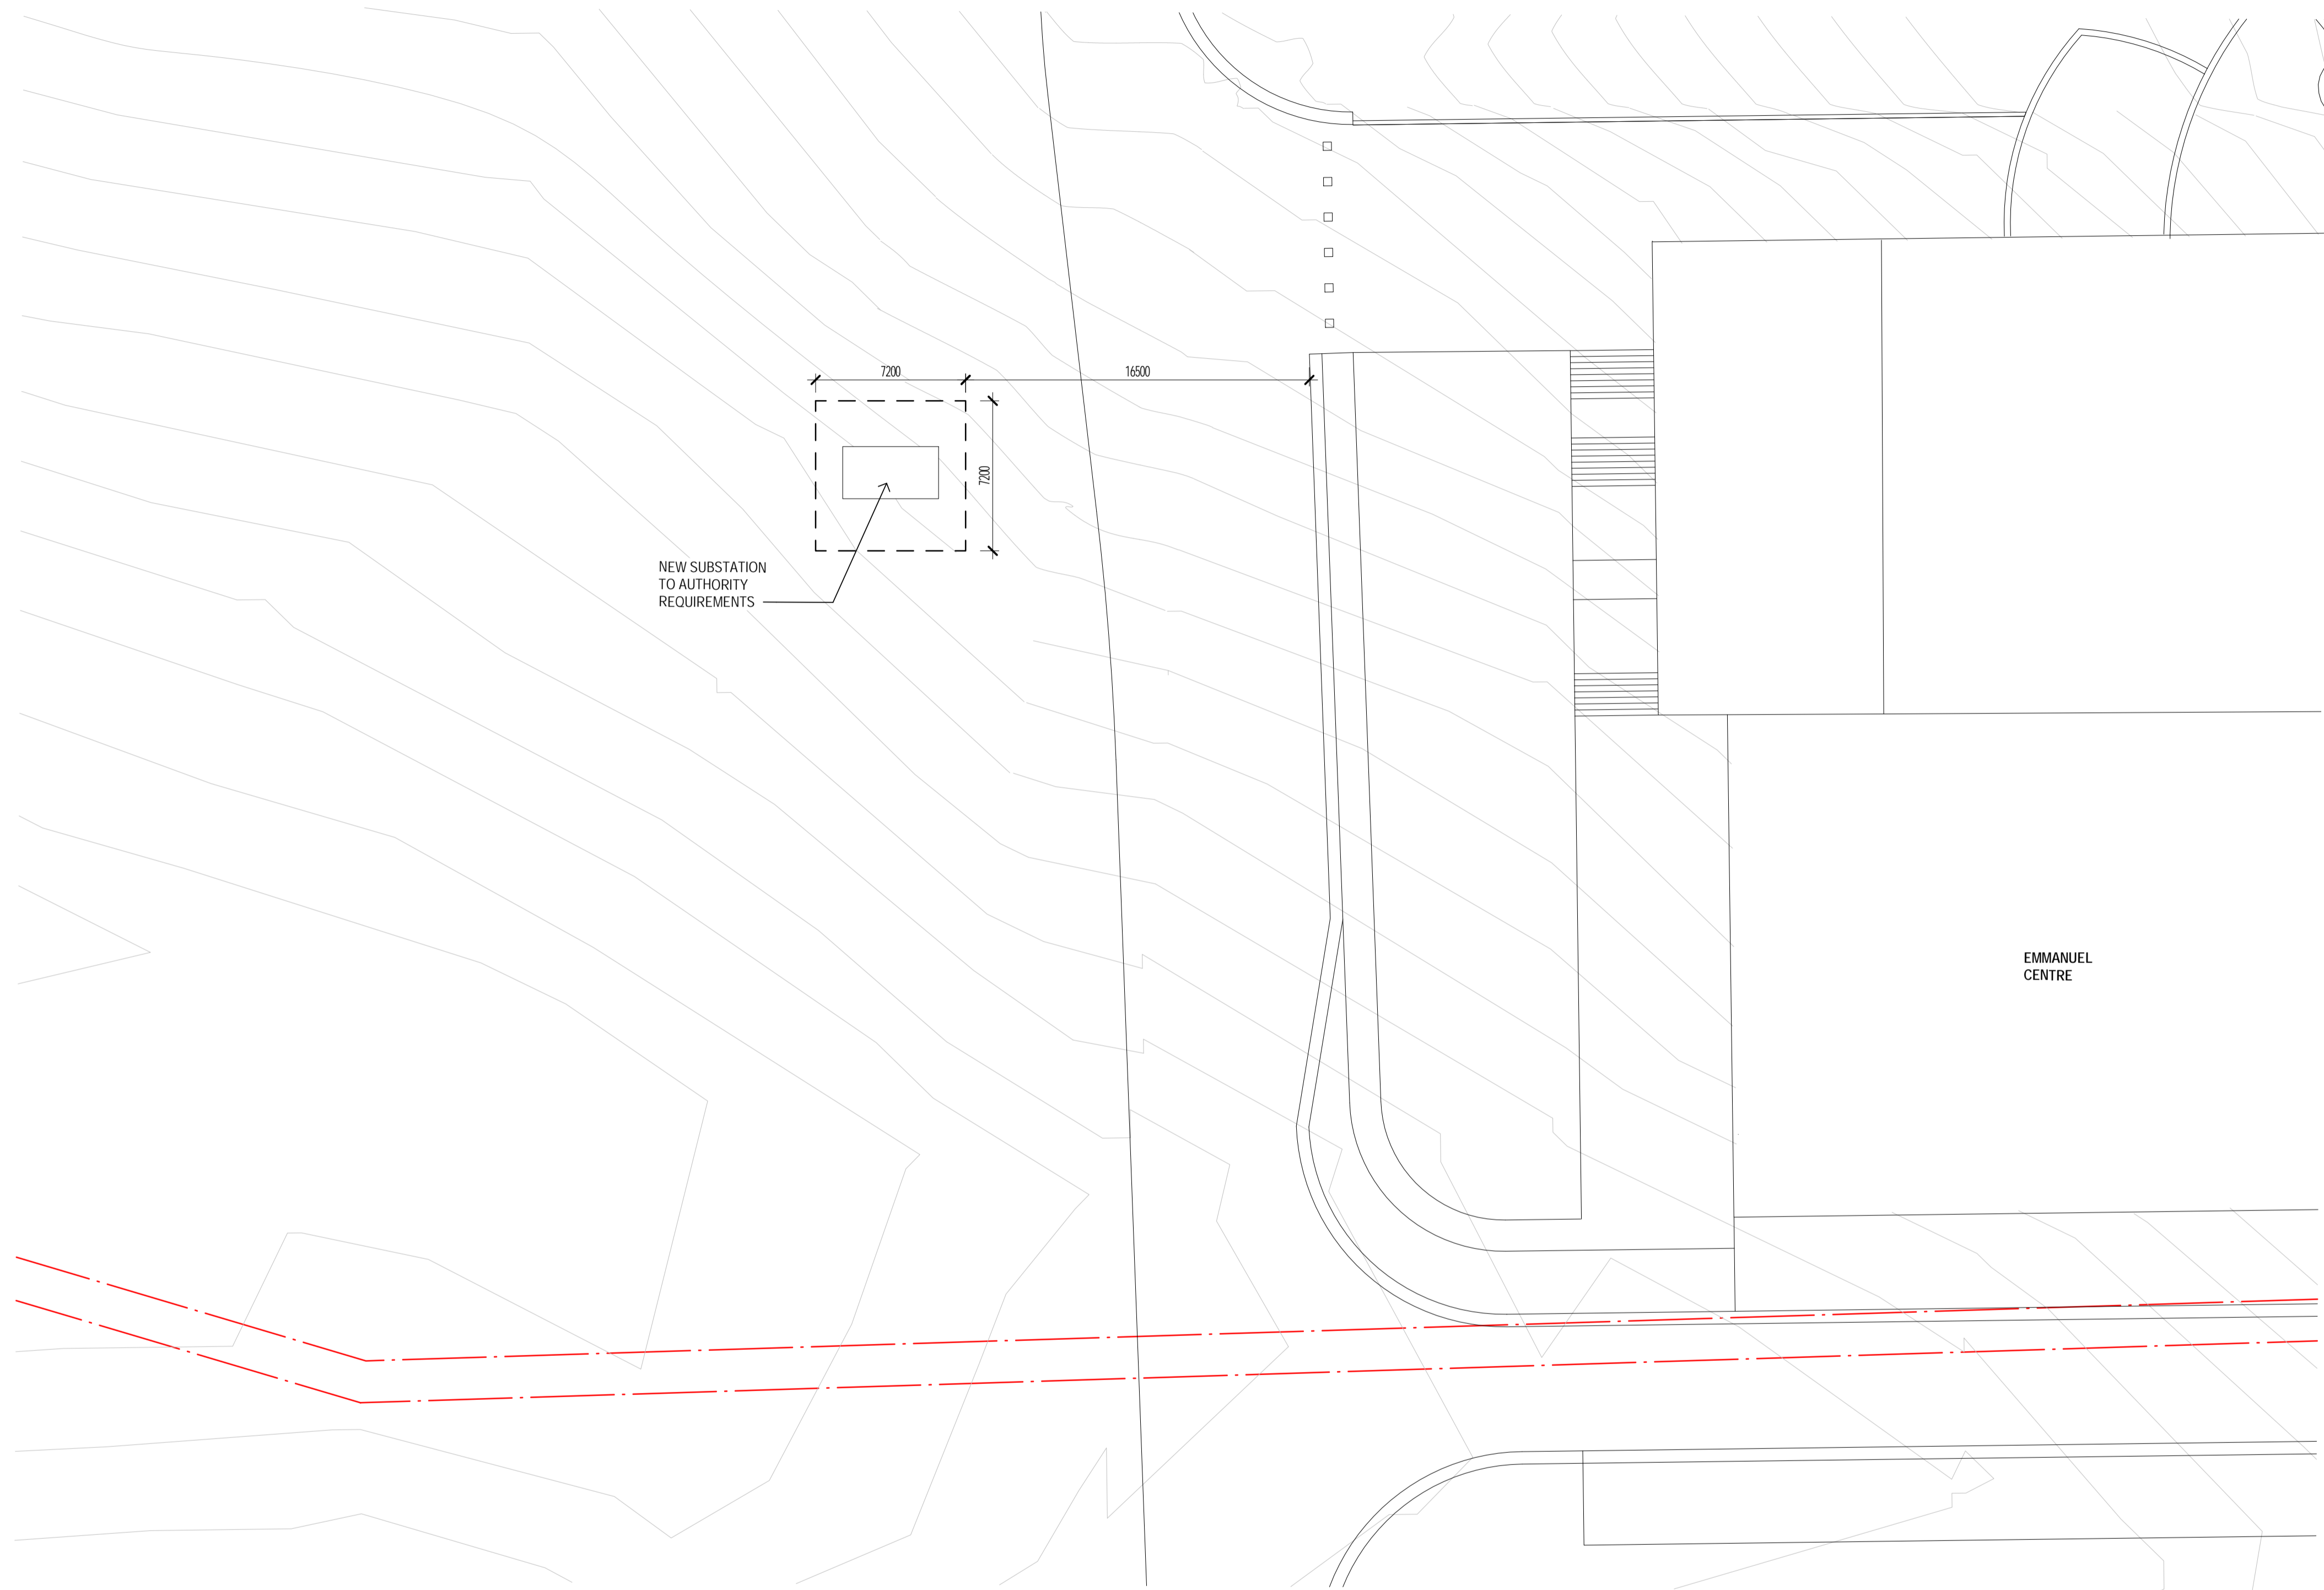 7200
16500
7200
NEW SUBSTATION
TO AUTHORITY
REQUIREMENTS
EMMANUEL
CENTRE